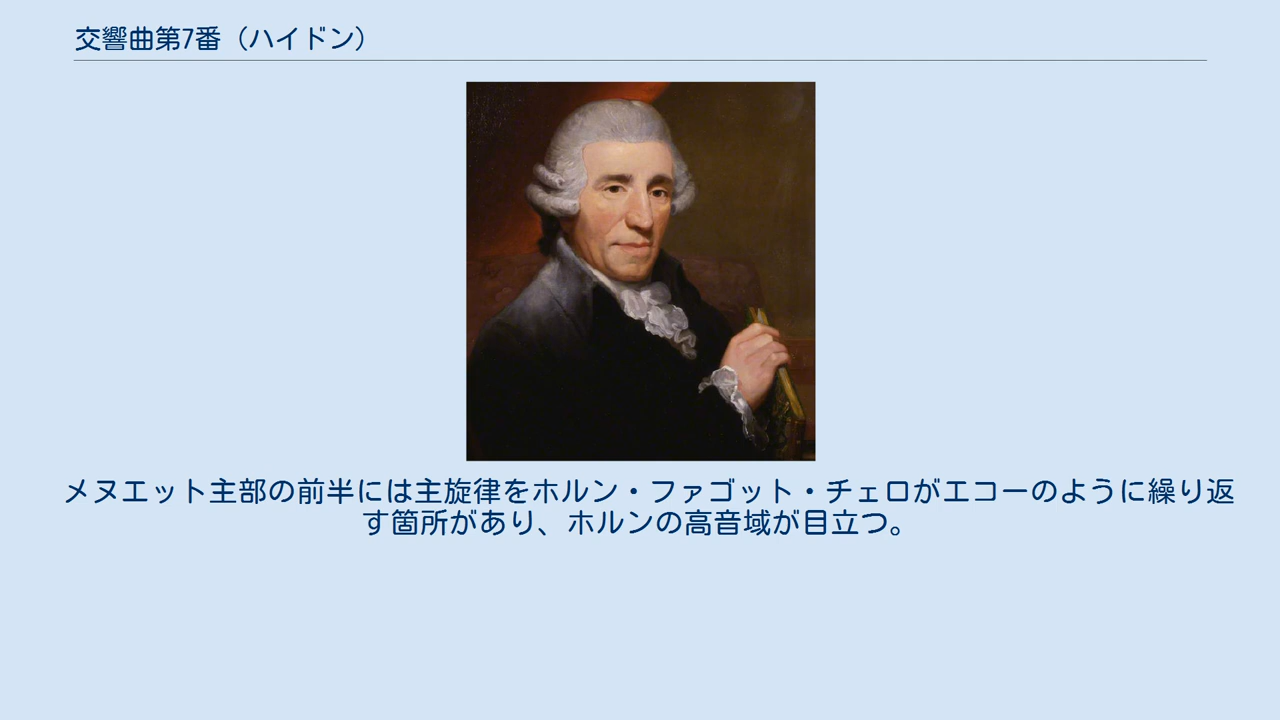 交響曲第7番（ハイドン）
メヌエット主部の前半には主旋律をホルン・ファゴット・チェロがエコーのように繰り返
す箇所があり、ホルンの高音域が目立つ。